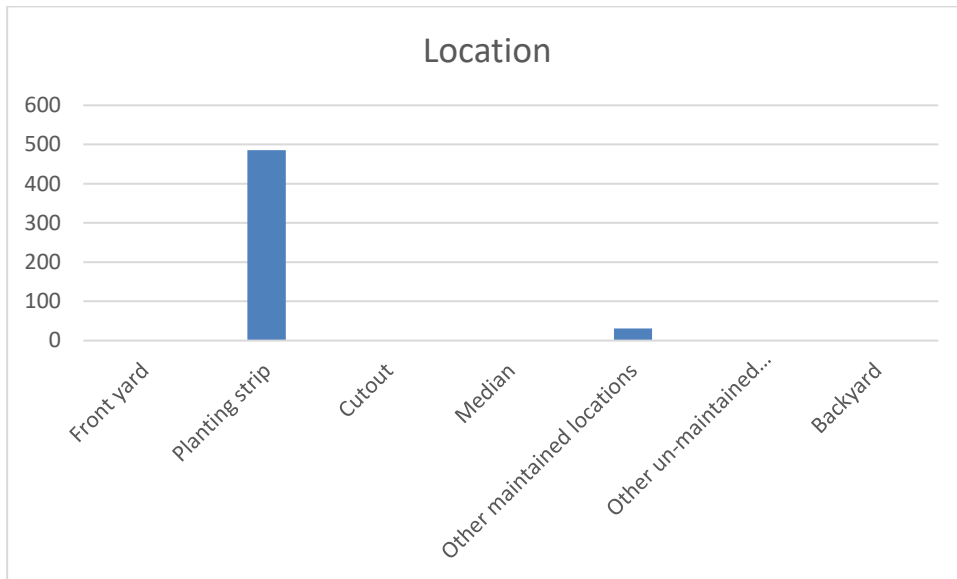 Location
600
500
400
300
200
100
0
Front yard
Planting strip
Cutout
Median
Other maintained locations
Other un-maintained...
Backyard